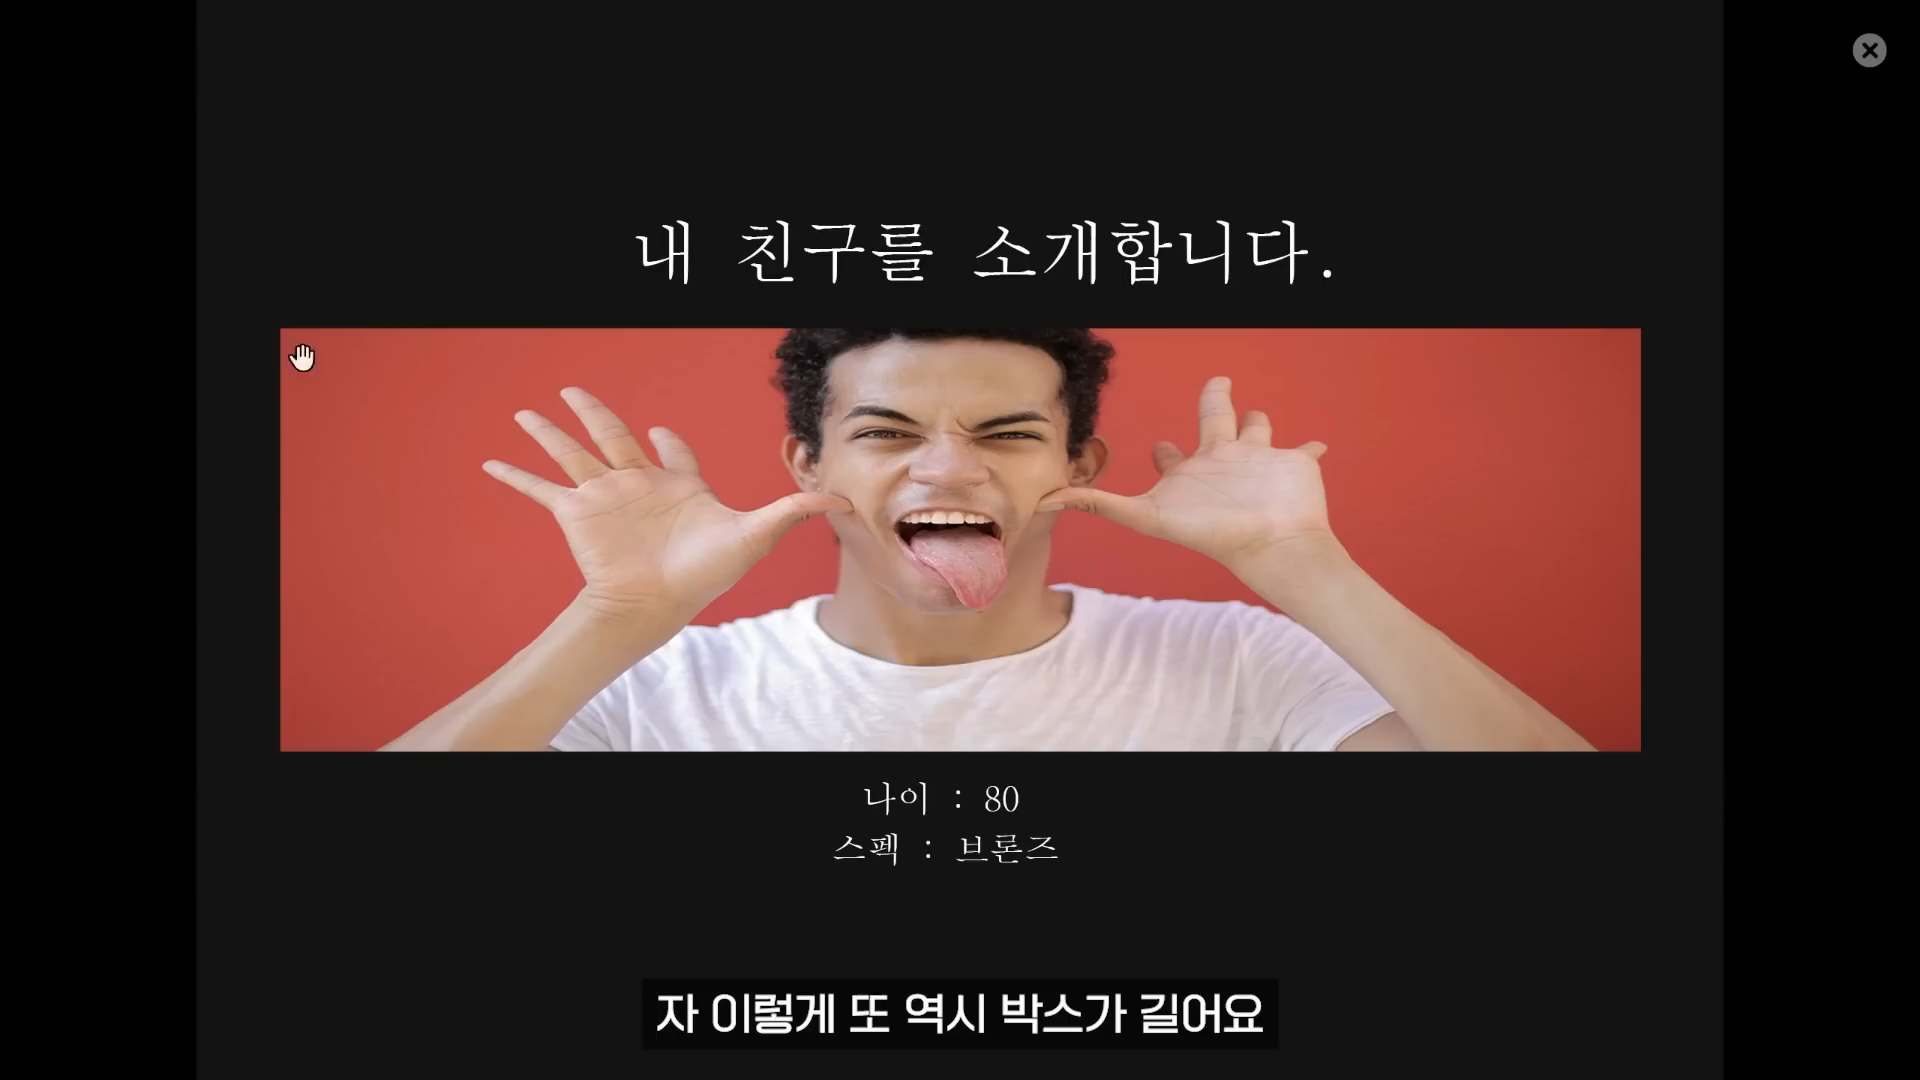 내 친구를 소개합니다.
나이 : 80
스펙 : 브론즈
자 이렇게 또 역시 박스가 길어요